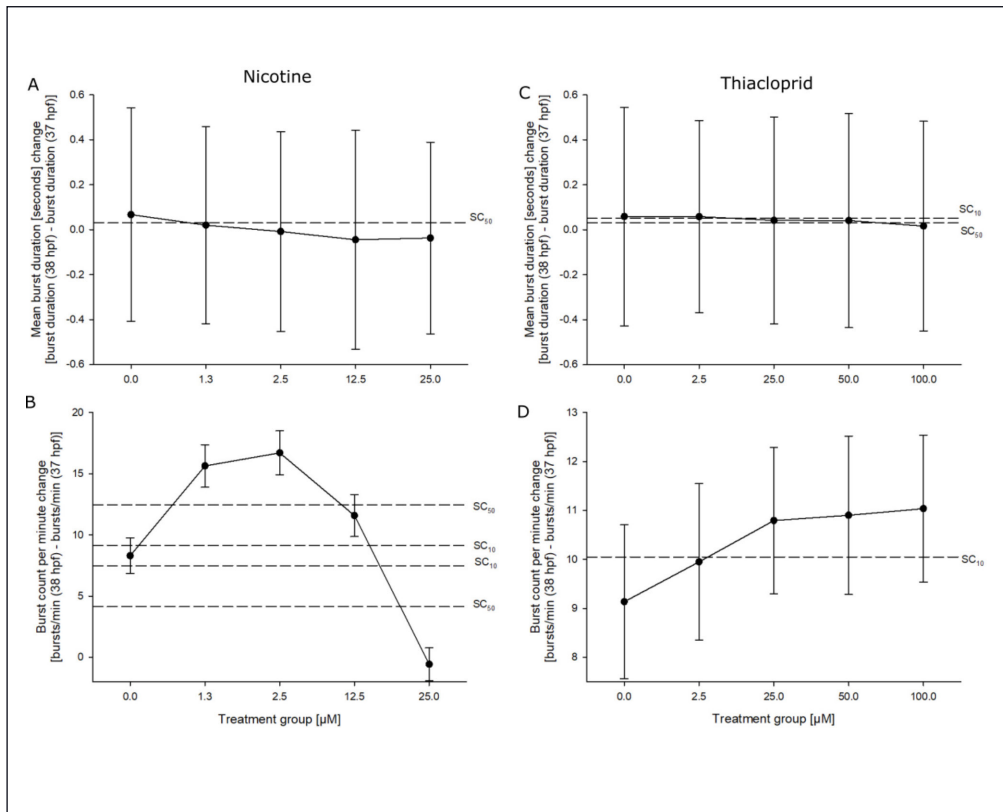 Nicotine
A
Mean burst duration [seconds] change
[burst duration (38 hpf) - burst duration (37 hpf)]
0.6
0.4
0.2
0.0
-0.2
-0.4
-0.6
SC50
0.0 1.3 2.5 12.5 25.0
Thiacloprid
C
Mean burst duration [seconds] change
[burst duration (38 hpf) - burst duration (37 hpf)]
0.6
0.4
0.2
0.0
-0.2
-0.4
-0.6
SC10
SC50
0.0 2.5 25.0 50.0 100.0
B
Burst count per minute change
[bursts/min (38 hpf) - bursts/min (37 hpf)]
20
15
10
5
0
SC50
SC10
SC10
SC50
0.0 1.3 2.5 12.5 25.0
Treatment group [µM]
D
Burst count per minute change
[bursts/min (38 hpf) - bursts/min (37 hpf)]
13
12
11
10
9
8
SC10
0.0 2.5 25.0 50.0 100.0
Treatment group [µM]